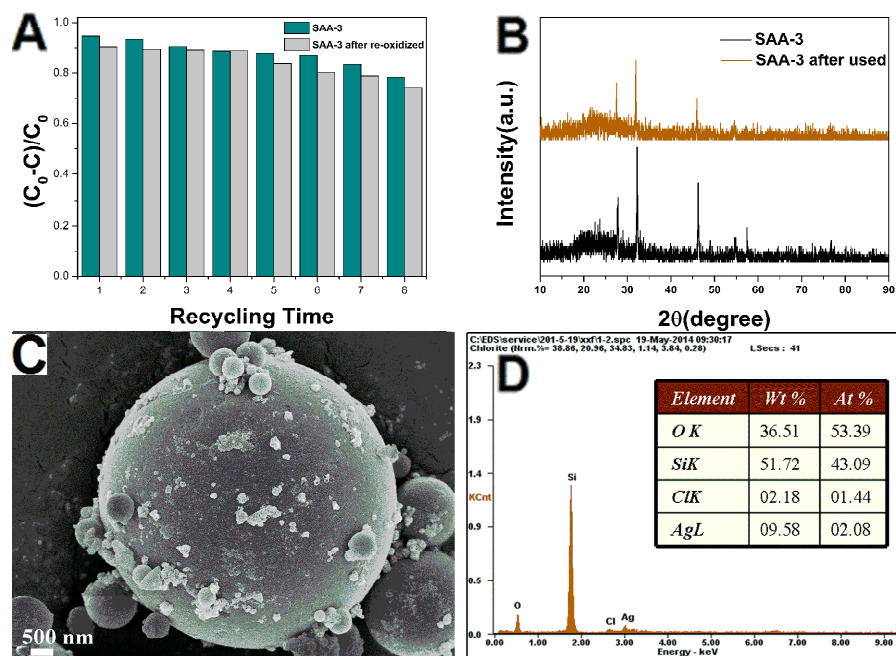 A
SAA-3
SAA-3 after re-oxidized
(C0-C)/C0
1.0
0.8
0.6
0.4
0.2
0.0
1 2 3 4 5 6 7 8
Recycling Time
B
SAA-3
SAA-3 after used
Intensity(a.u.)
10 20 30 40 50 60 70 80 90
2θ(degree)
C
500 nm
D
C:\EDS\service\201-5-19\xxf\1-2.spc 19-May-2014 09:30:17
Chlorite (Nrm.%= 38.86, 20.96, 34.83, 1.14, 3.84, 0.28) LSecs : 41
2.3
1.9
1.4
KCnt
0.9
0.5
0.0
Element Wt % At %
O K 36.51 53.39
SiK 51.72 43.09
ClK 02.18 01.44
AgL 09.58 02.08
O
Si
Cl
Ag
0.00 1.00 2.00 3.00 4.00 5.00 6.00 7.00 8.00 9.00
Energy - keV